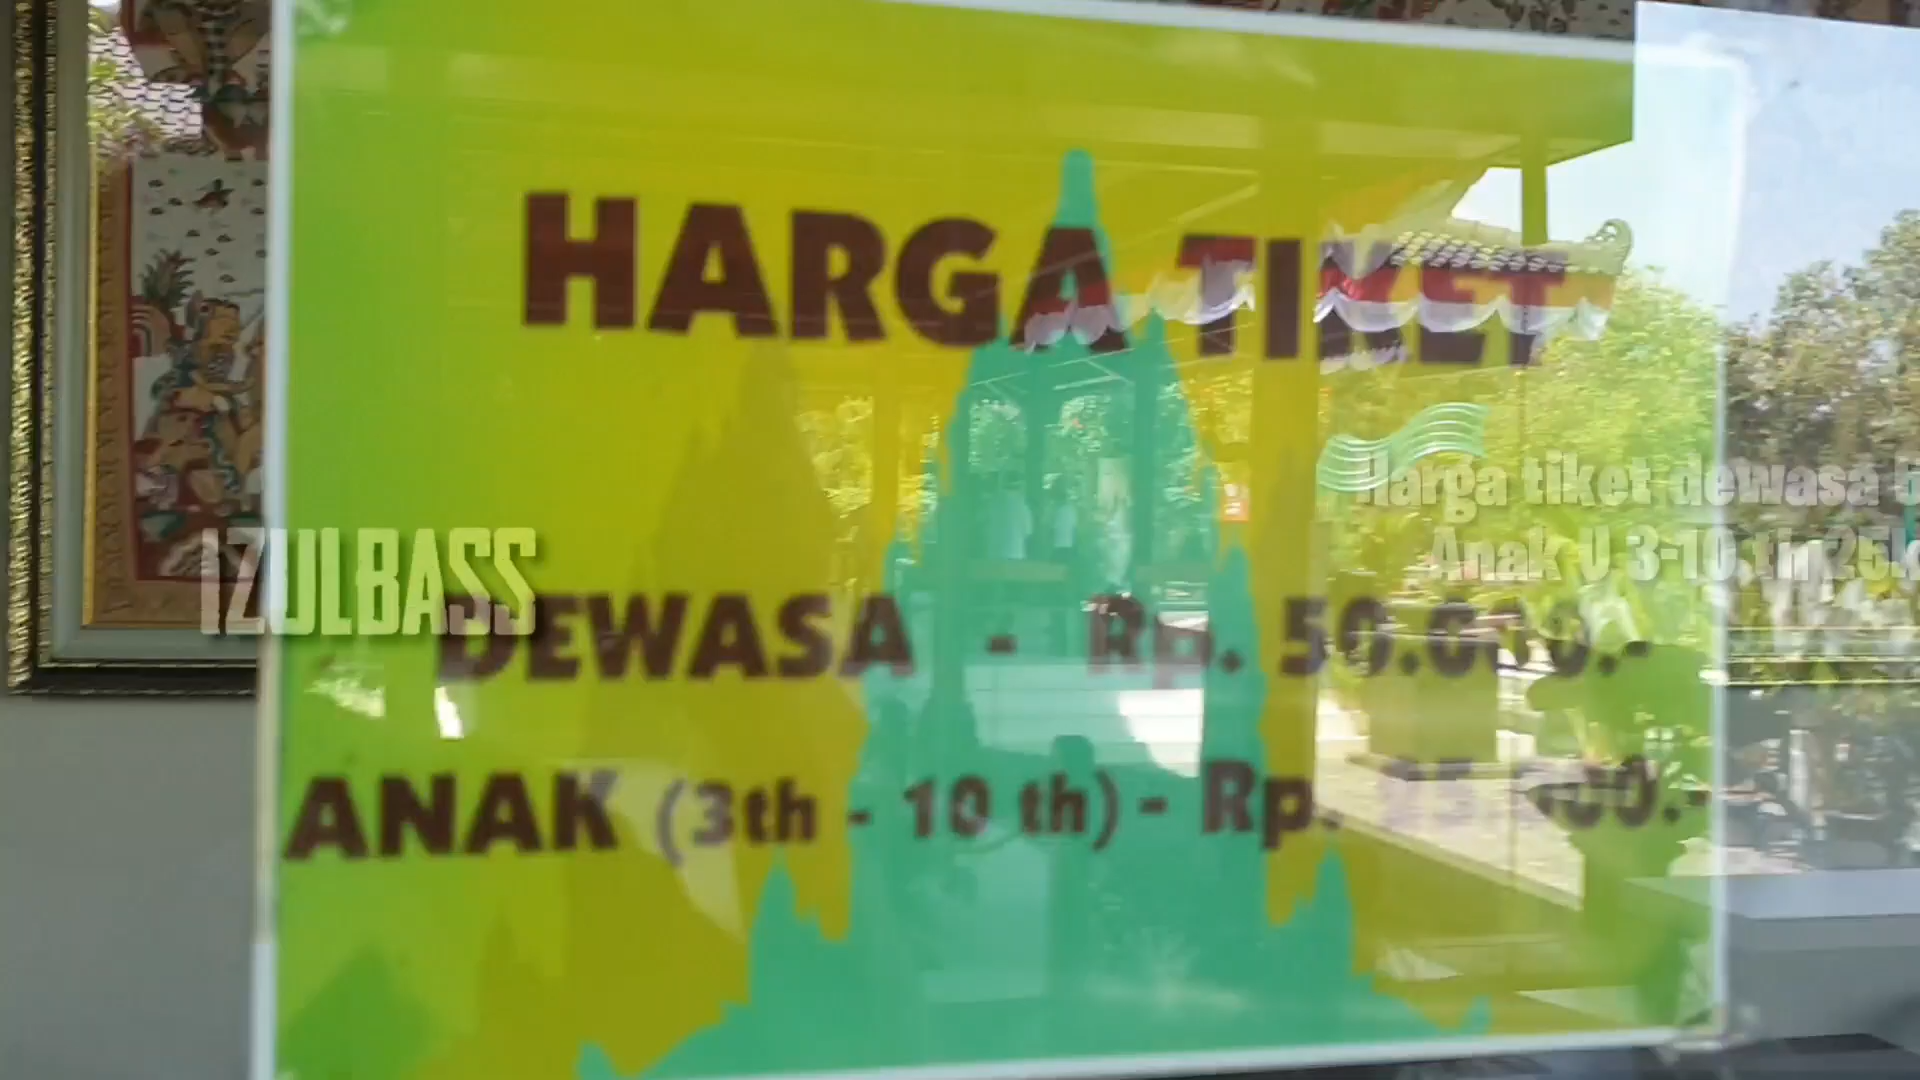 HARGA TIKET
Harga tiket dewasa
Anak U 3-10 th 25k
IZULBASS
DEWASA - Rp. 50.000.-
ANAK (3th - 10 th) - Rp.